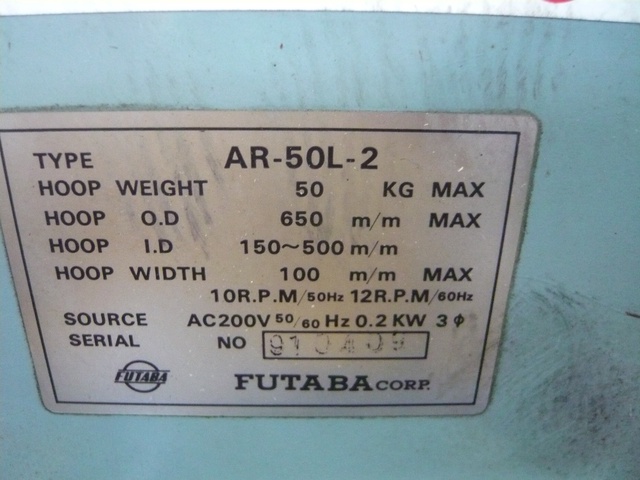 TYPE AR-50L-2
HOOP WEIGHT 50 KG MAX
HOOP O.D 650 m/m MAX
HOOP I.D 150~500 m/m
HOOP WIDTH 100 m/m MAX
10R.P.M/50Hz 12R.P.M/60Hz
SOURCE AC200V 50/60 Hz 0.2 KW 3φ
SERIAL NO 910409
FUTABA FUTABA CORP.